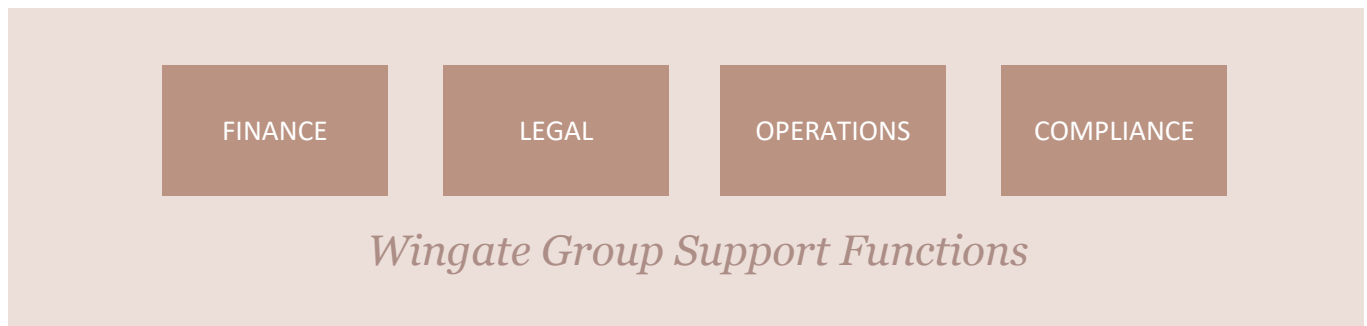 FINANCE
LEGAL
OPERATIONS
COMPLIANCE
Wingate Group Support Functions